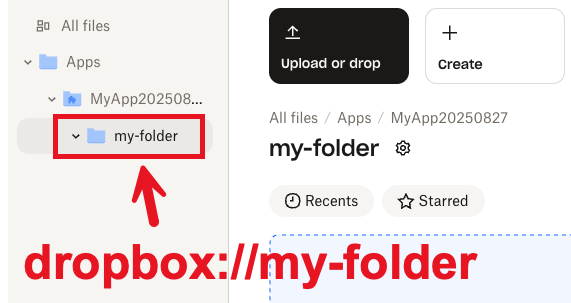 All files
Apps
MyApp202508...
my-folder
Upload or drop
Create
All files / Apps / MyApp20250827
my-folder
Recents
Starred
dropbox://my-folder